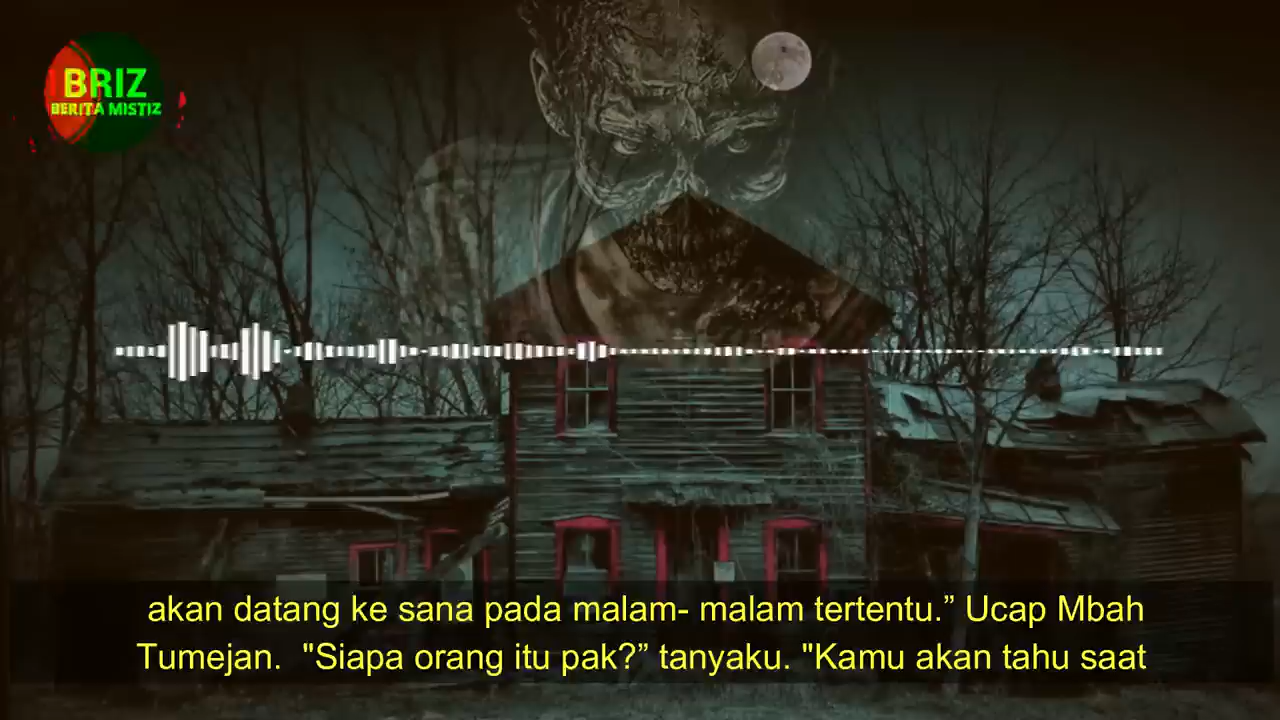 BRIZ
BERITA MISTIZ
akan datang ke sana pada malam- malam tertentu.” Ucap Mbah
Tumejan.  "Siapa orang itu pak?” tanyaku. "Kamu akan tahu saat